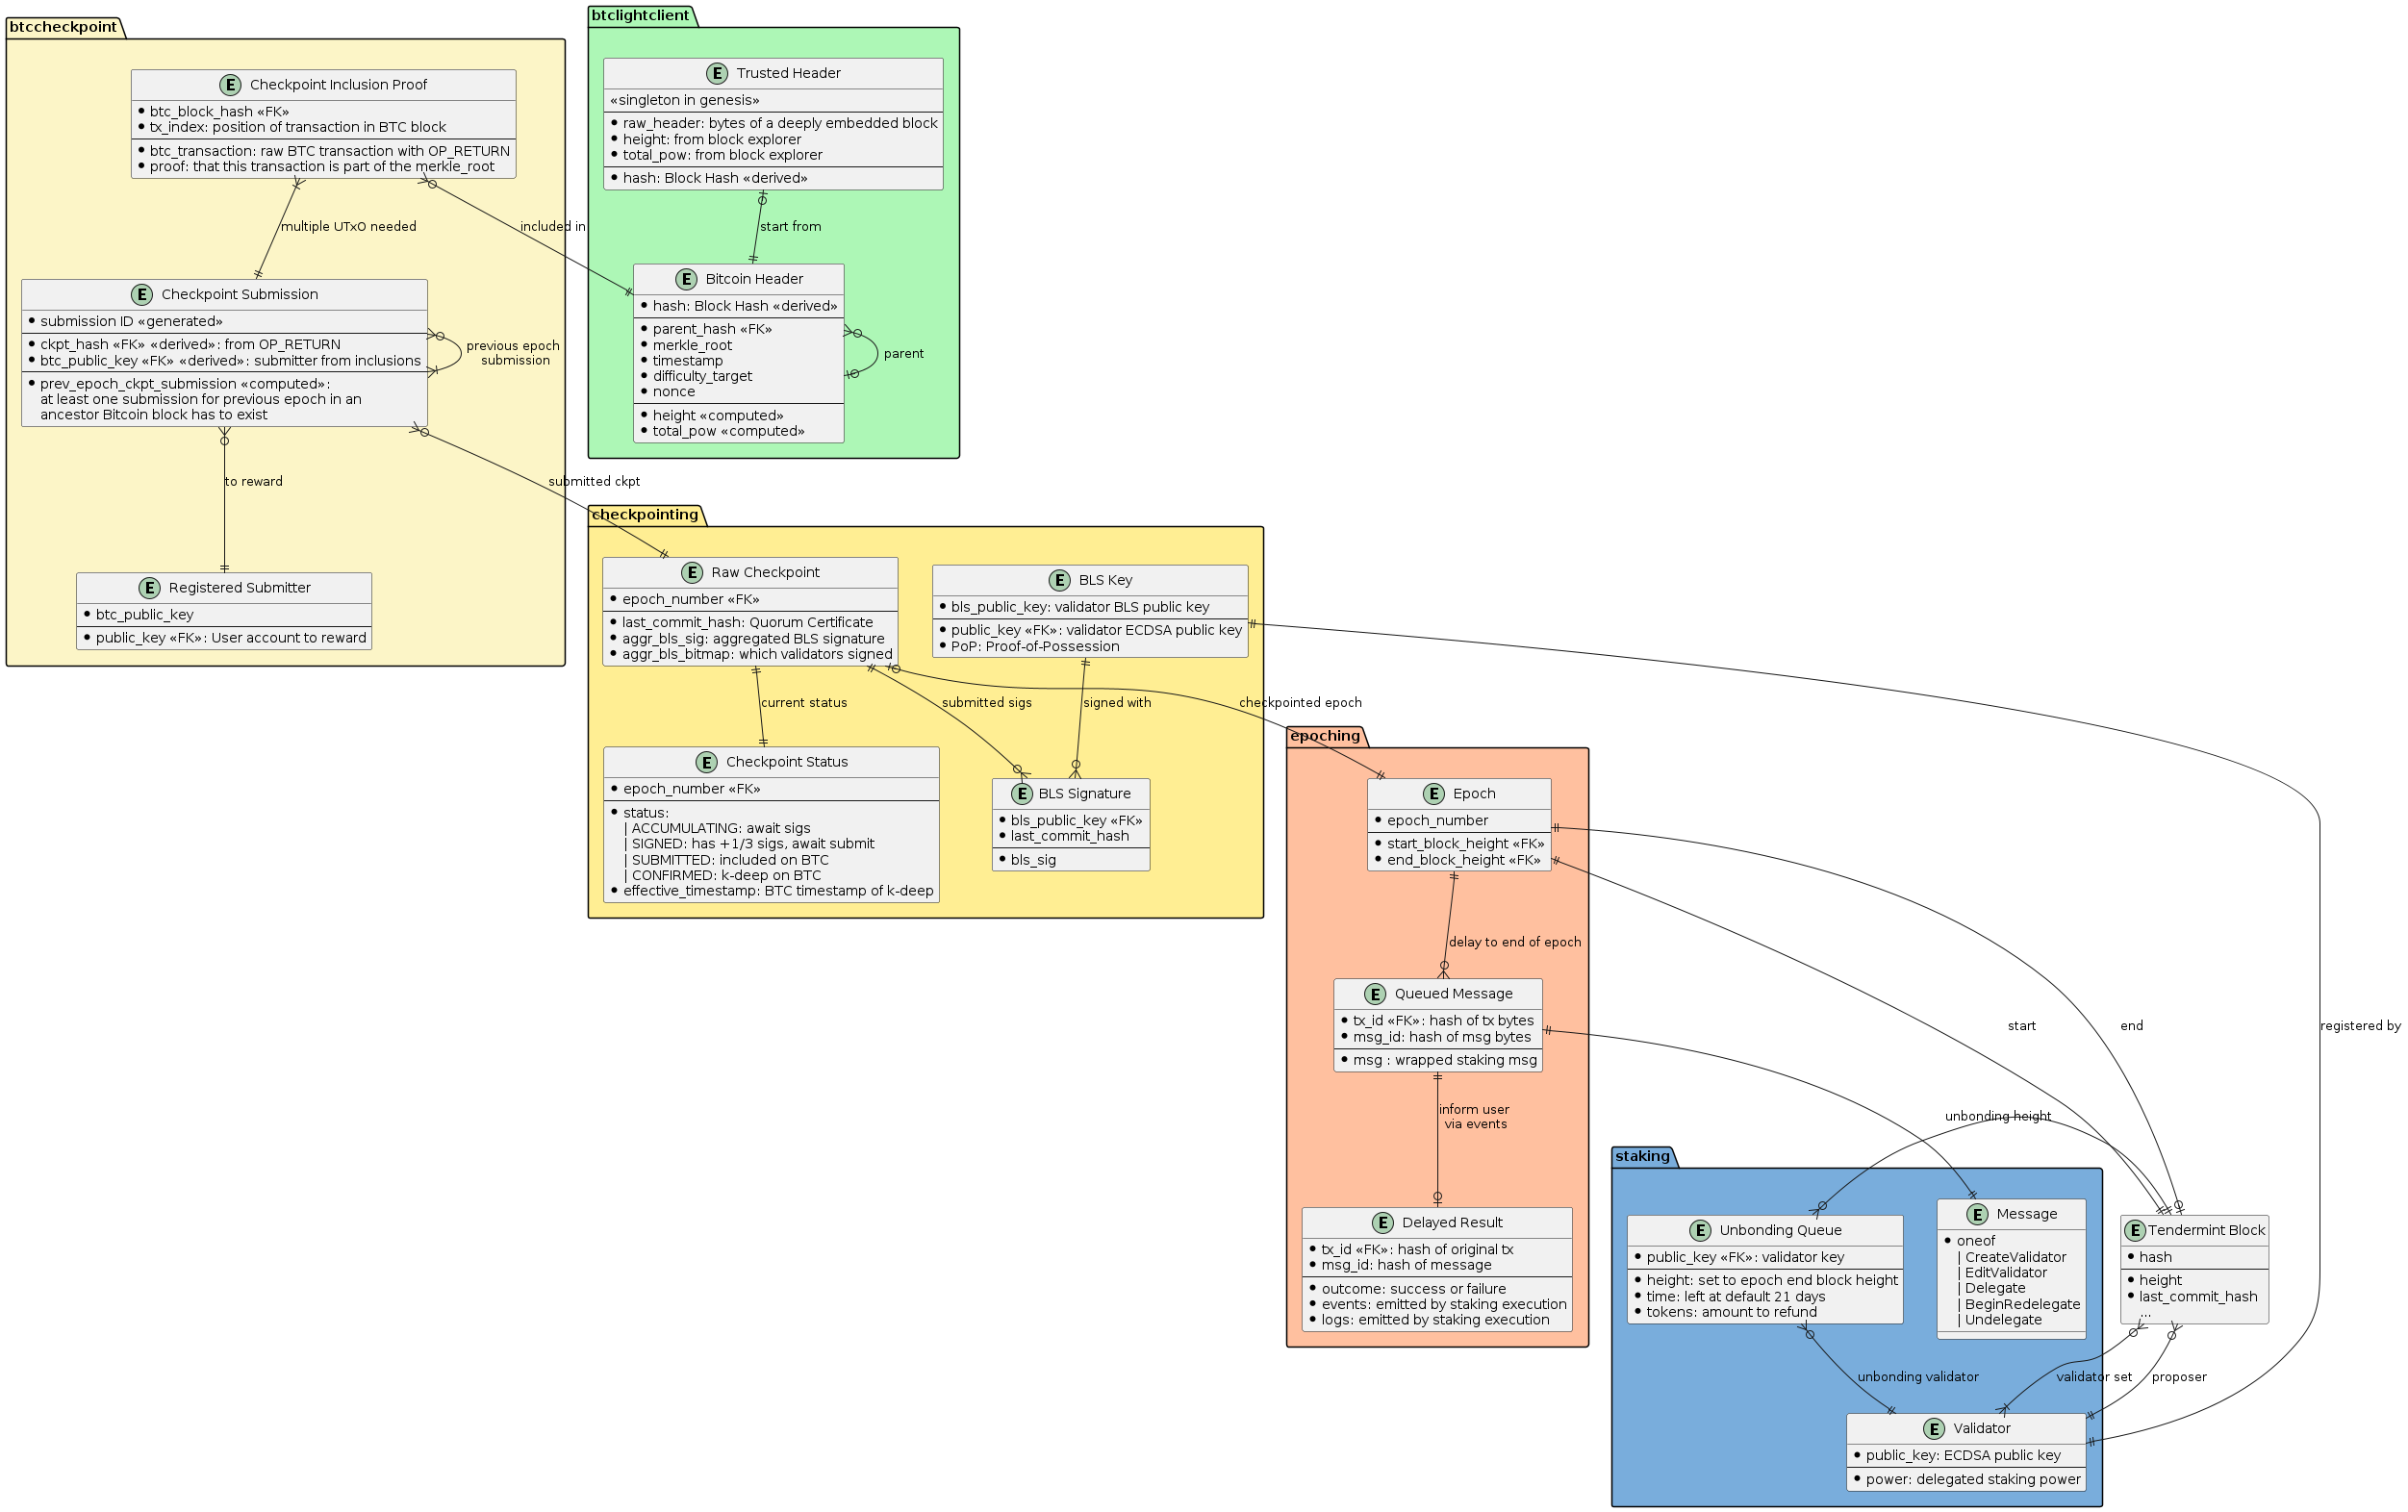 btccheckpoint
E Checkpoint Inclusion Proof
btc_block_hash «FK»
tx_index: position of transaction in BTC block
btc_transaction: raw BTC transaction with OP_RETURN
proof: that this transaction is part of the merkle_root
multiple UTxO needed
included in
E Checkpoint Submission
submission ID «generated»
ckpt_hash «FK» «derived»: from OP_RETURN
btc_public_key «FK» «derived»: submitter from inclusions
prev_epoch_ckpt_submission «computed»:
at least one submission for previous epoch in an
ancestor Bitcoin block has to exist
previous epoch
submission
to reward
submitted ckpt
E Registered Submitter
btc_public_key
public_key «FK»: User account to reward
btclightclient
E Trusted Header
«singleton in genesis»
raw_header: bytes of a deeply embedded block
height: from block explorer
total_pow: from block explorer
hash: Block Hash «derived»
start from
E Bitcoin Header
hash: Block Hash «derived»
parent_hash «FK»
merkle_root
timestamp
difficulty_target
nonce
height «computed»
total_pow «computed»
parent
checkpointing
E Raw Checkpoint
epoch_number «FK»
last_commit_hash: Quorum Certificate
aggr_bls_sig: aggregated BLS signature
aggr_bls_bitmap: which validators signed
E BLS Key
bls_public_key: validator BLS public key
public_key «FK»: validator ECDSA public key
PoP: Proof-of-Possession
current status
submitted sigs
signed with
checkpointed epoch
E Checkpoint Status
epoch_number «FK»
status:
| ACCUMULATING: await sigs
| SIGNED: has +1/3 sigs, await submit
| SUBMITTED: included on BTC
| CONFIRMED: k-deep on BTC
effective_timestamp: BTC timestamp of k-deep
E BLS Signature
bls_public_key «FK»
last_commit_hash
bls_sig
epoching
E Epoch
epoch_number
start_block_height «FK»
end_block_height «FK»
delay to end of epoch
E Queued Message
tx_id «FK»: hash of tx bytes
msg_id: hash of msg bytes
msg : wrapped staking msg
inform user
via events
E Delayed Result
tx_id «FK»: hash of original tx
msg_id: hash of message
outcome: success or failure
events: emitted by staking execution
logs: emitted by staking execution
start
end
registered by
unbonding height
staking
E Unbonding Queue
public_key «FK»: validator key
height: set to epoch end block height
time: left at default 21 days
tokens: amount to refund
E Message
oneof
| CreateValidator
| EditValidator
| Delegate
| BeginRedelegate
| Undelegate
E Tendermint Block
hash
height
last_commit_hash
...
unbonding validator
validator set
proposer
E Validator
public_key: ECDSA public key
power: delegated staking power